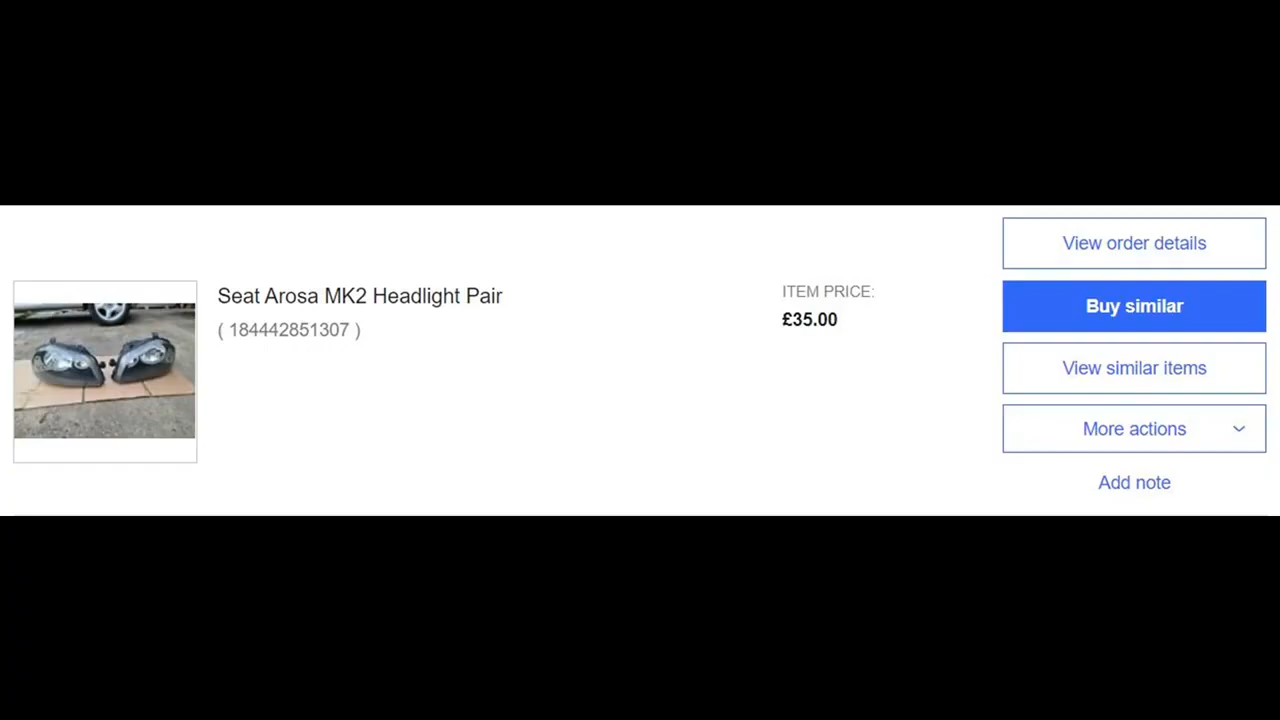 View order details
Seat Arosa MK2 Headlight Pair
ITEM PRICE:
( 184442851307 )
£35.00
Buy similar
View similar items
More actions
Add note